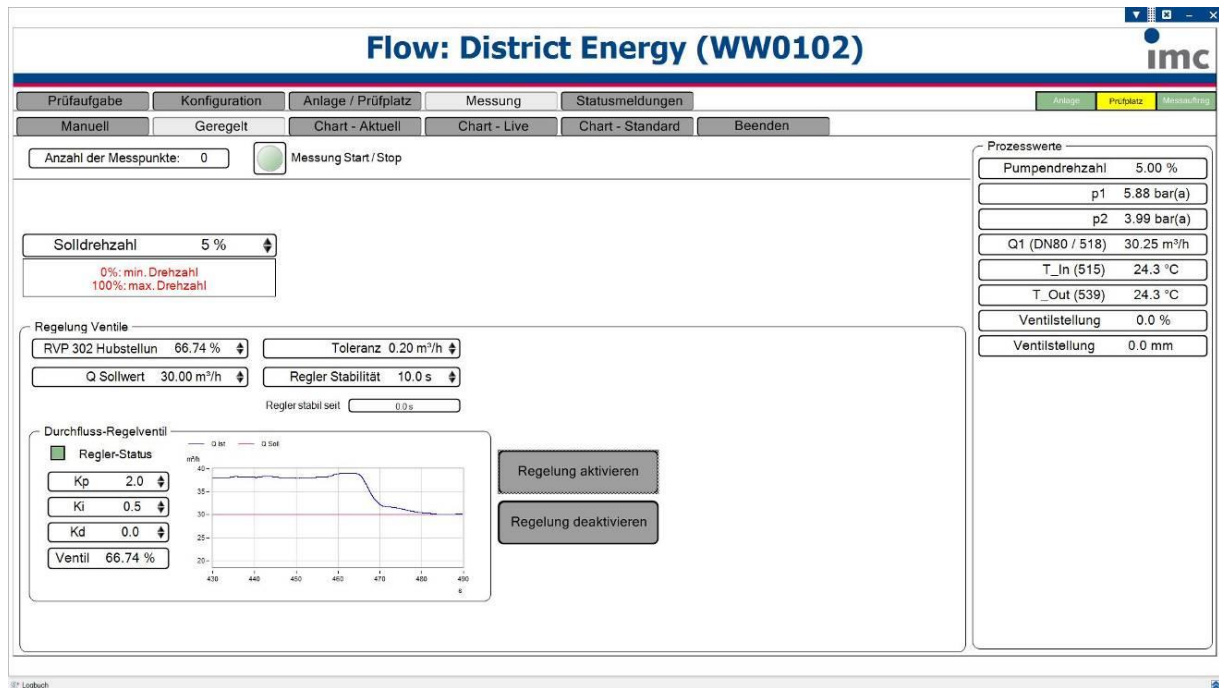 Flow: District Energy (WW0102)
imc
Prüfaufgabe Konfiguration Anlage / Prüfplatz Messung Statusmeldungen
Anlage Prüfplatz Messauftrag
Manuell Geregelt Chart - Aktuell Chart - Live Chart - Standard Beenden
Anzahl der Messpunkte: 0 Messung Start / Stop
Solldrehzahl 5 %
0%: min. Drehzahl
100%: max. Drehzahl
Regelung Ventile
RVP 302 Hubstellun 66.74 % Toleranz 0.20 m³/h
Q Sollwert 30.00 m³/h Regler Stabilität 10.0 s
Regler stabil seit 0.0 s
Durchfluss-Regelventil
Regler-Status
Kp 2.0
Ki 0.5
Kd 0.0
Ventil 66.74 %
Q Ist Q Soll
m³/h
40
35
30
25
20
430 440 450 460 470 480 490
s
Regelung aktivieren
Regelung deaktivieren
Prozesswerte
Pumpendrehzahl 5.00 %
p1 5.88 bar(a)
p2 3.99 bar(a)
Q1 (DN80 / 518) 30.25 m³/h
T_In (515) 24.3 °C
T_Out (539) 24.3 °C
Ventilstellung 0.0 %
Ventilstellung 0.0 mm
Logbuch